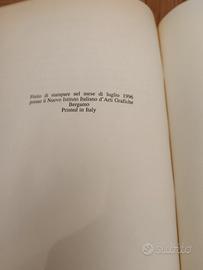 Finito di stampare nel mese di luglio 1996
presso il Nuovo Istituto Italiano d'Arti Grafiche
Bergamo
Printed in Italy
subito